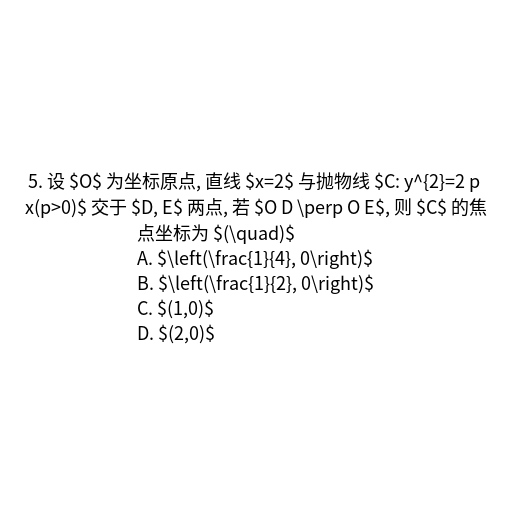 5. 设 $O$ 为坐标原点, 直线 $x=2$ 与抛物线 $C: y^{2}=2 p
x(p>0)$ 交于 $D, E$ 两点, 若 $O D \perp O E$, 则 $C$ 的焦
点坐标为 $(\quad)$
A. $\left(\frac{1}{4}, 0\right)$
B. $\left(\frac{1}{2}, 0\right)$
C. $(1,0)$
D. $(2,0)$